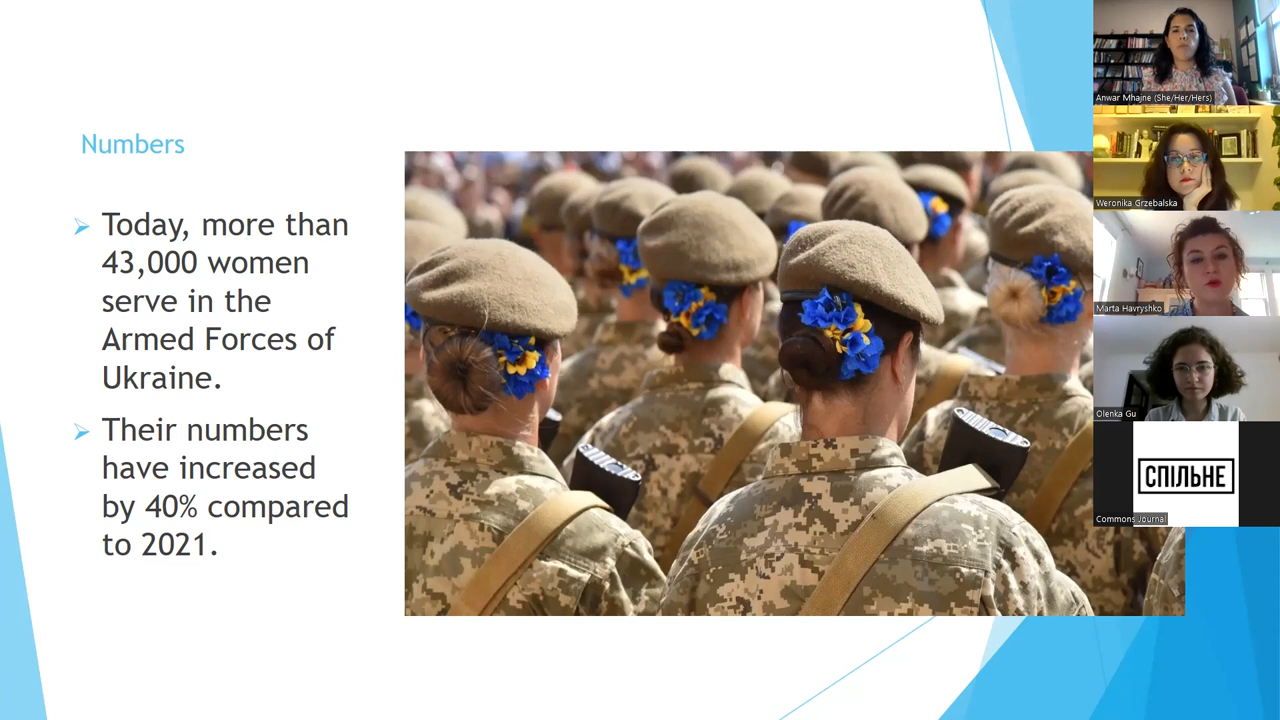 Numbers
Today, more than
43,000 women
serve in the
Armed Forces of
Ukraine.
Their numbers
have increased
by 40% compared
to 2021.
Anwar Mhajne (She/Her/Hers)
Weronika Grzebalska
Marta Havryshko
Olenka Gu
СПІЛЬНЕ
Commons Journal